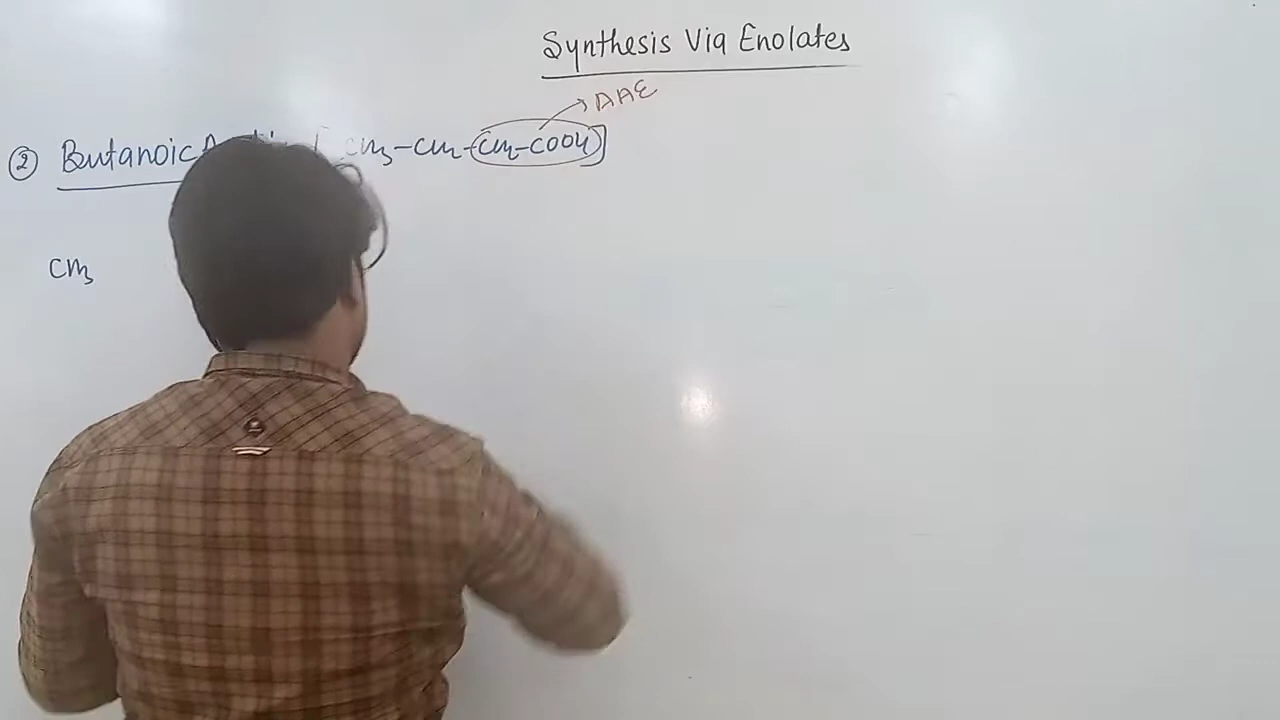 Synthesis Via Enolates
AAE
② Butanoic CH₃-CH₂-CH₂-COOH]
CH₃